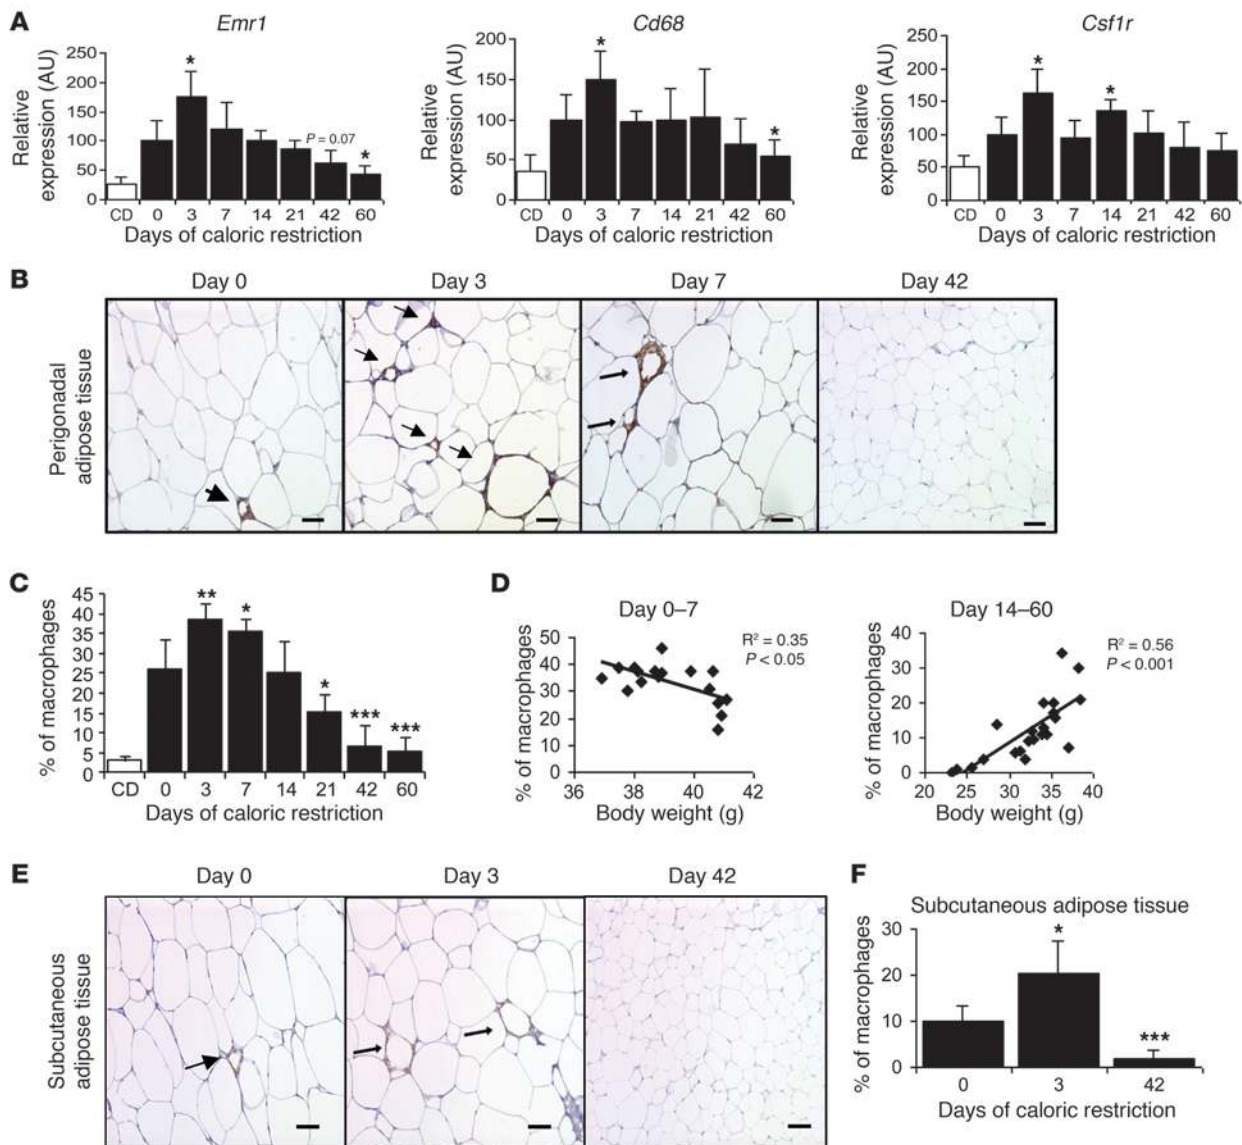 A
Emr1
Relative
expression (AU)
250
200
150
100
50
0
*
P = 0.07
*
CD 0 3 7 14 21 42 60
Days of caloric restriction
Cd68
Relative
expression (AU)
200
150
100
50
0
*
*
CD 0 3 7 14 21 42 60
Days of caloric restriction
Csf1r
Relative
expression (AU)
250
200
150
100
50
0
*
*
CD 0 3 7 14 21 42 60
Days of caloric restriction
B
Day 0 Day 3 Day 7 Day 42
Perigonadal
adipose tissue
C
% of macrophages
45
40
35
30
25
20
15
10
5
0
** * * *** ***
CD 0 3 7 14 21 42 60
Days of caloric restriction
D
Day 0–7
% of macrophages
50
40
30
20
10
0
R² = 0.35
P < 0.05
36 38 40 42
Body weight (g)
Day 14–60
% of macrophages
40
30
20
10
0
R² = 0.56
P < 0.001
20 25 30 35 40
Body weight (g)
E
Day 0 Day 3 Day 42
Subcutaneous
adipose tissue
F
Subcutaneous adipose tissue
% of macrophages
30
20
10
0
*
***
0 3 42
Days of caloric restriction